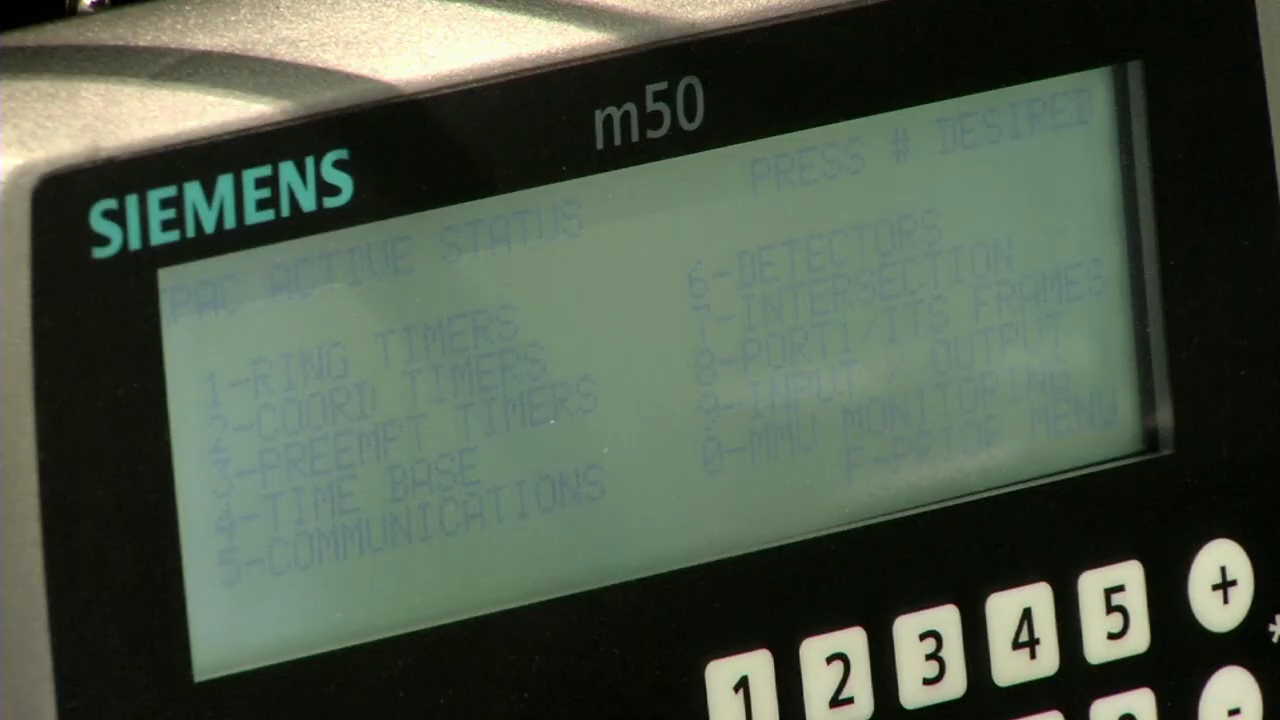 m50
SIEMENS
PRESS # DESIRED
ACTIVE STATUS
1-RING TIMERS
2-COORD TIMERS
3-PREEMPT TIMERS
4-TIME BASE
5-COMMUNICATIONS
6-DETECTORS
7-INTERSECTION
8-PORT1/ITS FRAMES
9-INPUT / OUTPUT
0-MMU MONITORING
F-PRIOR MENU
1 2 3 4 5 +
-